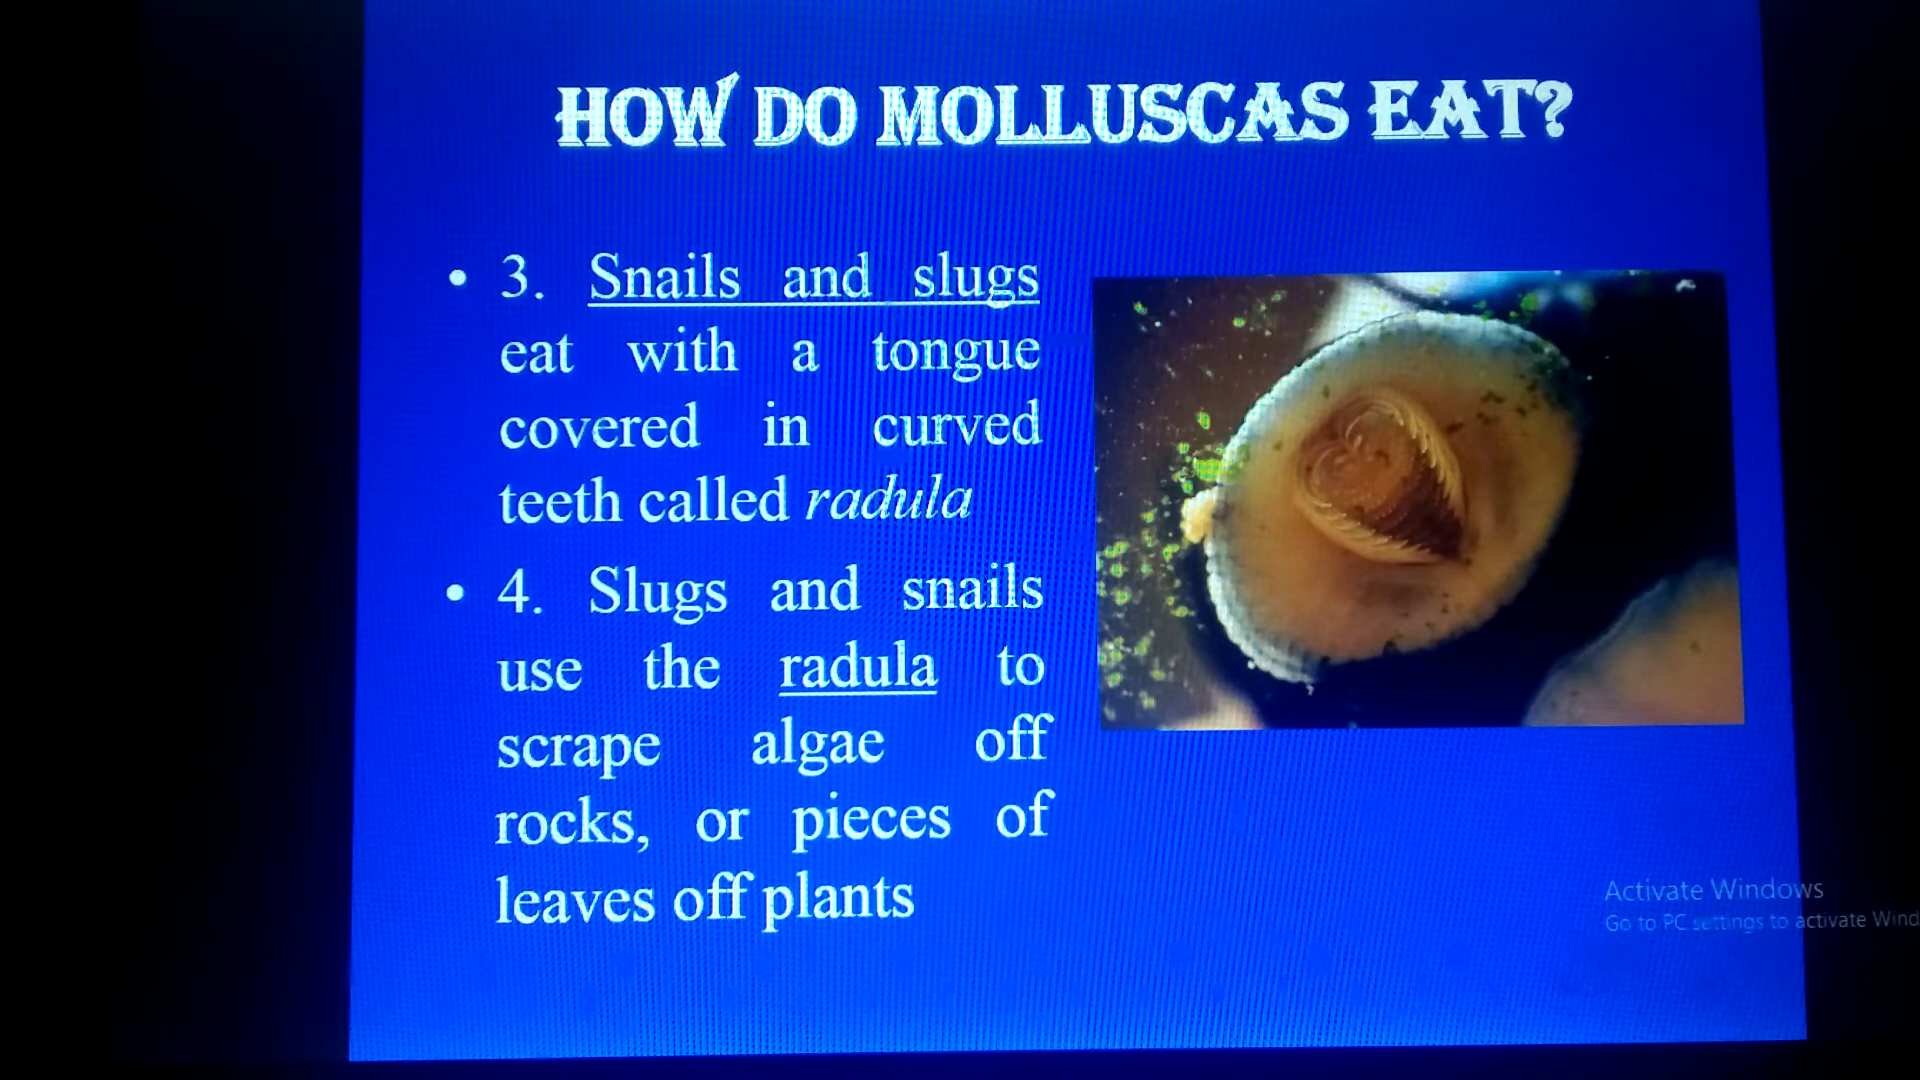 HOW DO MOLLUSCAS EAT?
• 3. Snails and slugs
eat with a tongue
covered in curved
teeth called radula
• 4. Slugs and snails
use the radula to
scrape algae off
rocks, or pieces of
leaves off plants
Activate Windows
Go to PC settings to activate Wind